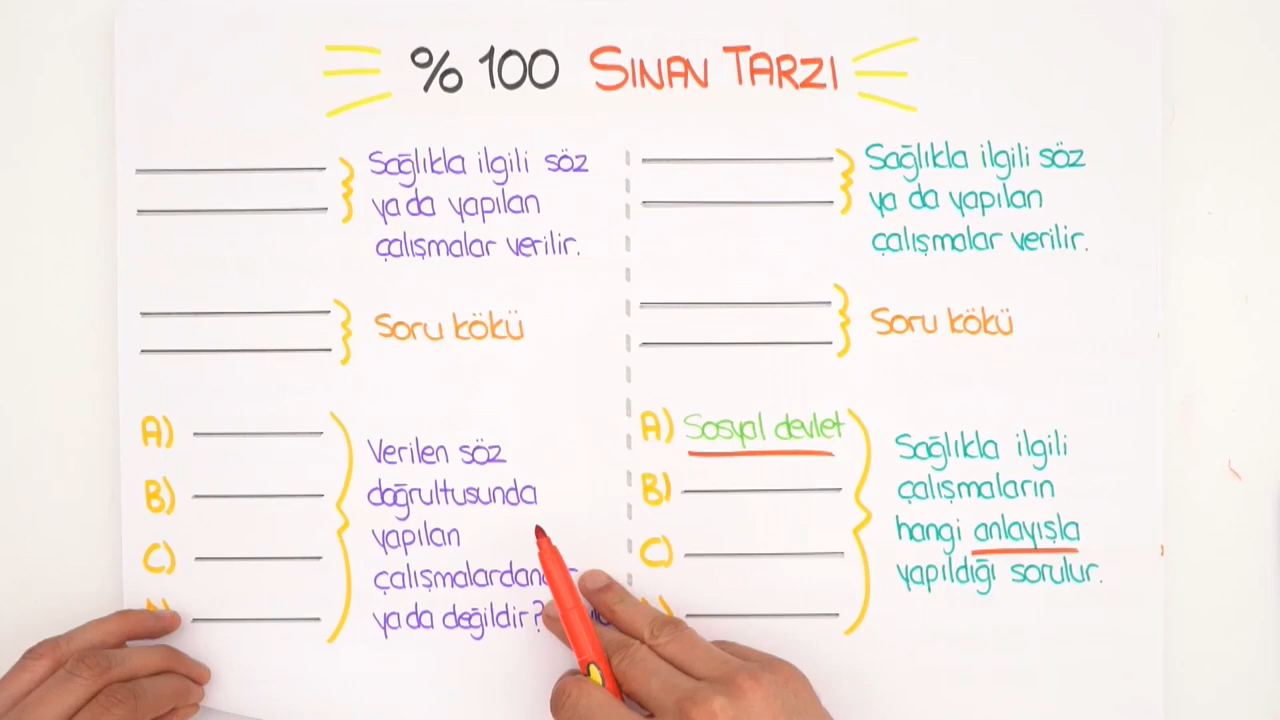 % 100 SINAN TARZI
Sağlıkla ilgili söz
ya da yapılan
çalışmalar verilir.
Soru kökü
A)
B)
C)
Verilen söz
doğrultusunda
yapılan
ya da değildir?
Sağlıkla ilgili söz
ya da yapılan
çalışmalar verilir.
Soru kökü
A) Sosyal devlet
B)
C)
Sağlıkla ilgili
çalışmaların
hangi anlayışla
yapıldığı sorulur.